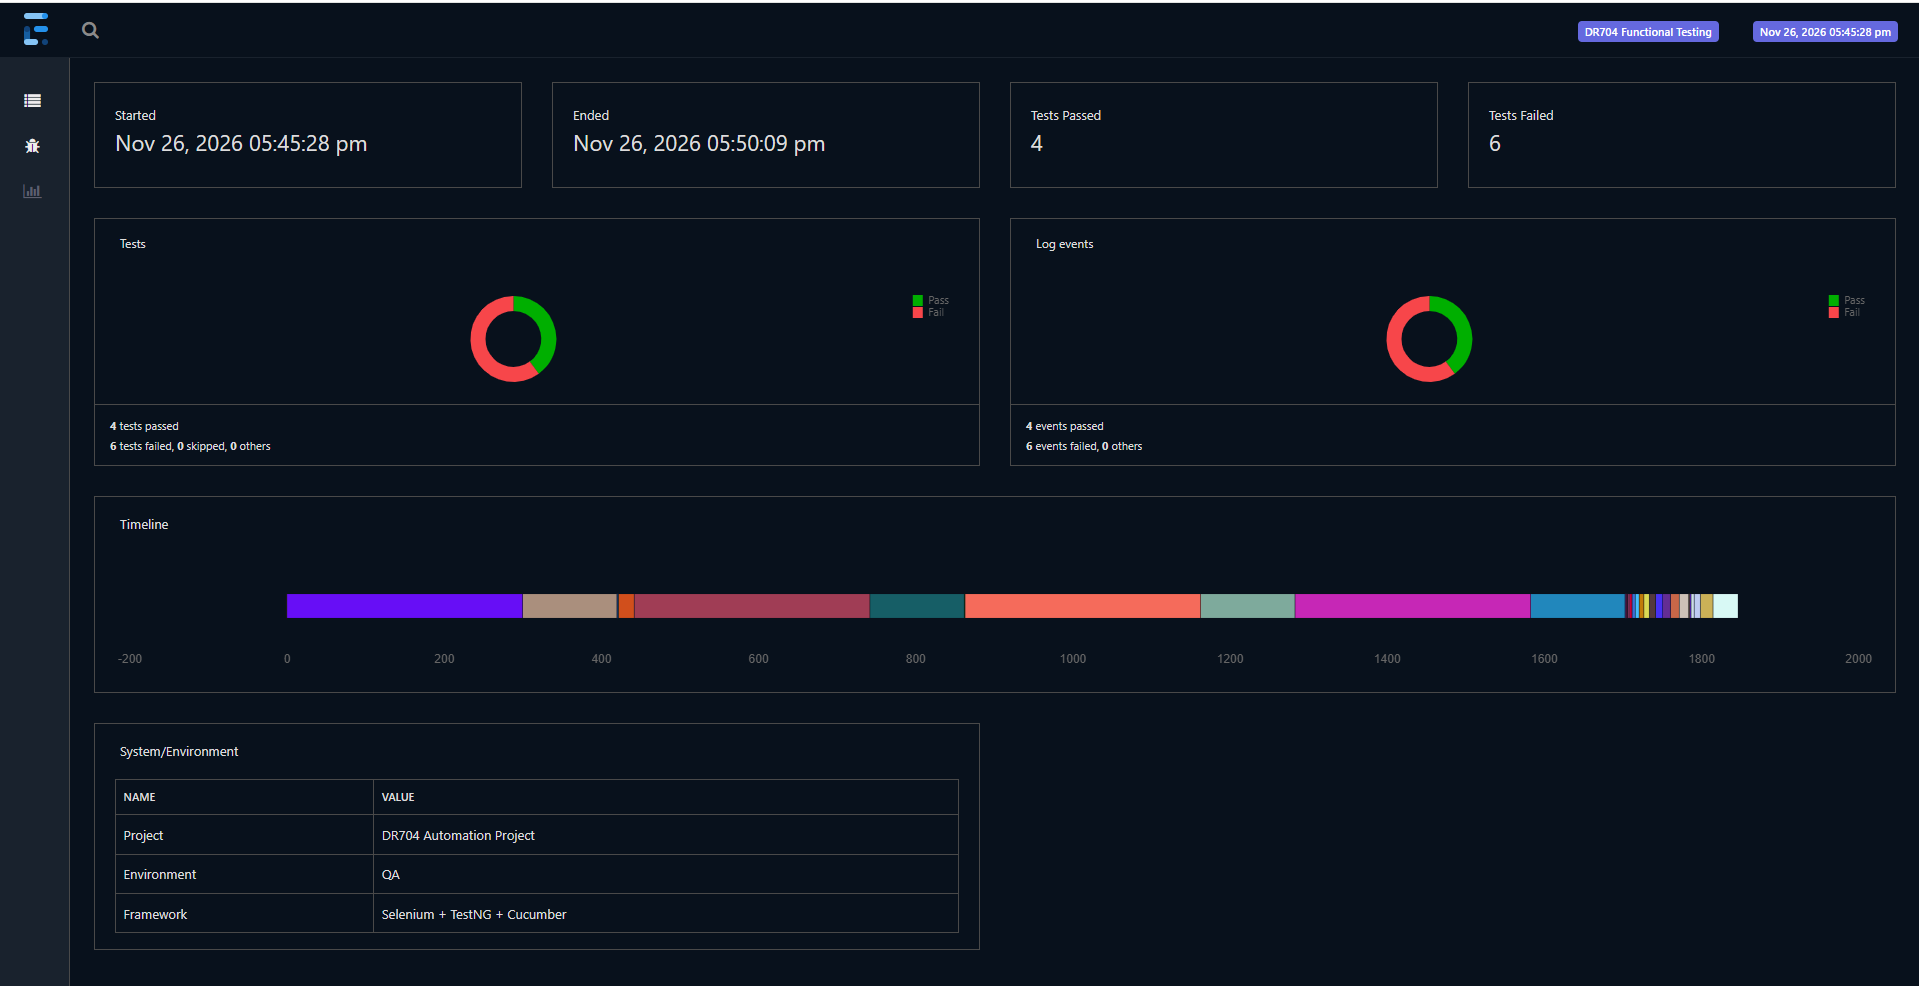 DR704 Functional Testing
Nov 26, 2026 05:45:28 pm
Started
Nov 26, 2026 05:45:28 pm
Ended
Nov 26, 2026 05:50:09 pm
Tests Passed
4
Tests Failed
6
Tests
Pass
Fail
4 tests passed
6 tests failed, 0 skipped, 0 others
Log events
Pass
Fail
4 events passed
6 events failed, 0 others
Timeline
-200 0 200 400 600 800 1000 1200 1400 1600 1800 2000
System/Environment
NAME VALUE
Project DR704 Automation Project
Environment QA
Framework Selenium + TestNG + Cucumber